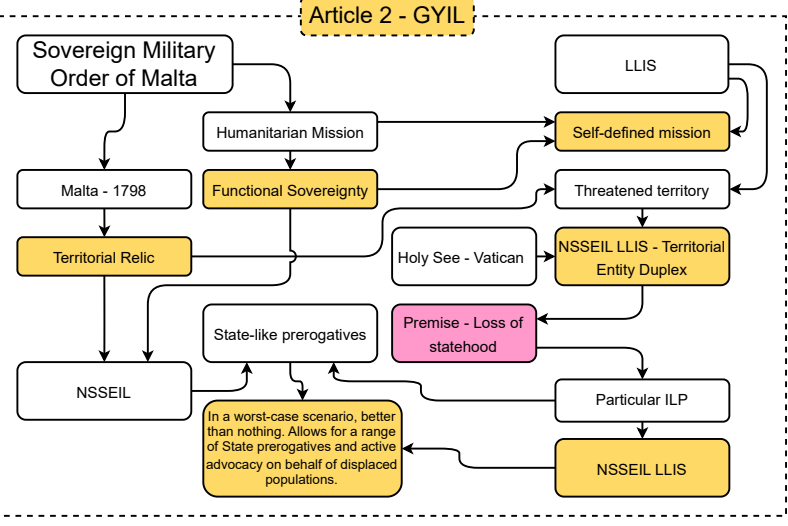 Article 2 - GYIL
Sovereign Military
Order of Malta
LLIS
Humanitarian Mission
Self-defined mission
Malta - 1798
Functional Sovereignty
Threatened territory
Territorial Relic
Holy See - Vatican
NSSEIL LLIS - Territorial
Entity Duplex
State-like prerogatives
Premise - Loss of
statehood
NSSEIL
Particular ILP
In a worst-case scenario, better
than nothing. Allows for a range
of State prerogatives and active
advocacy on behalf of displaced
populations.
NSSEIL LLIS